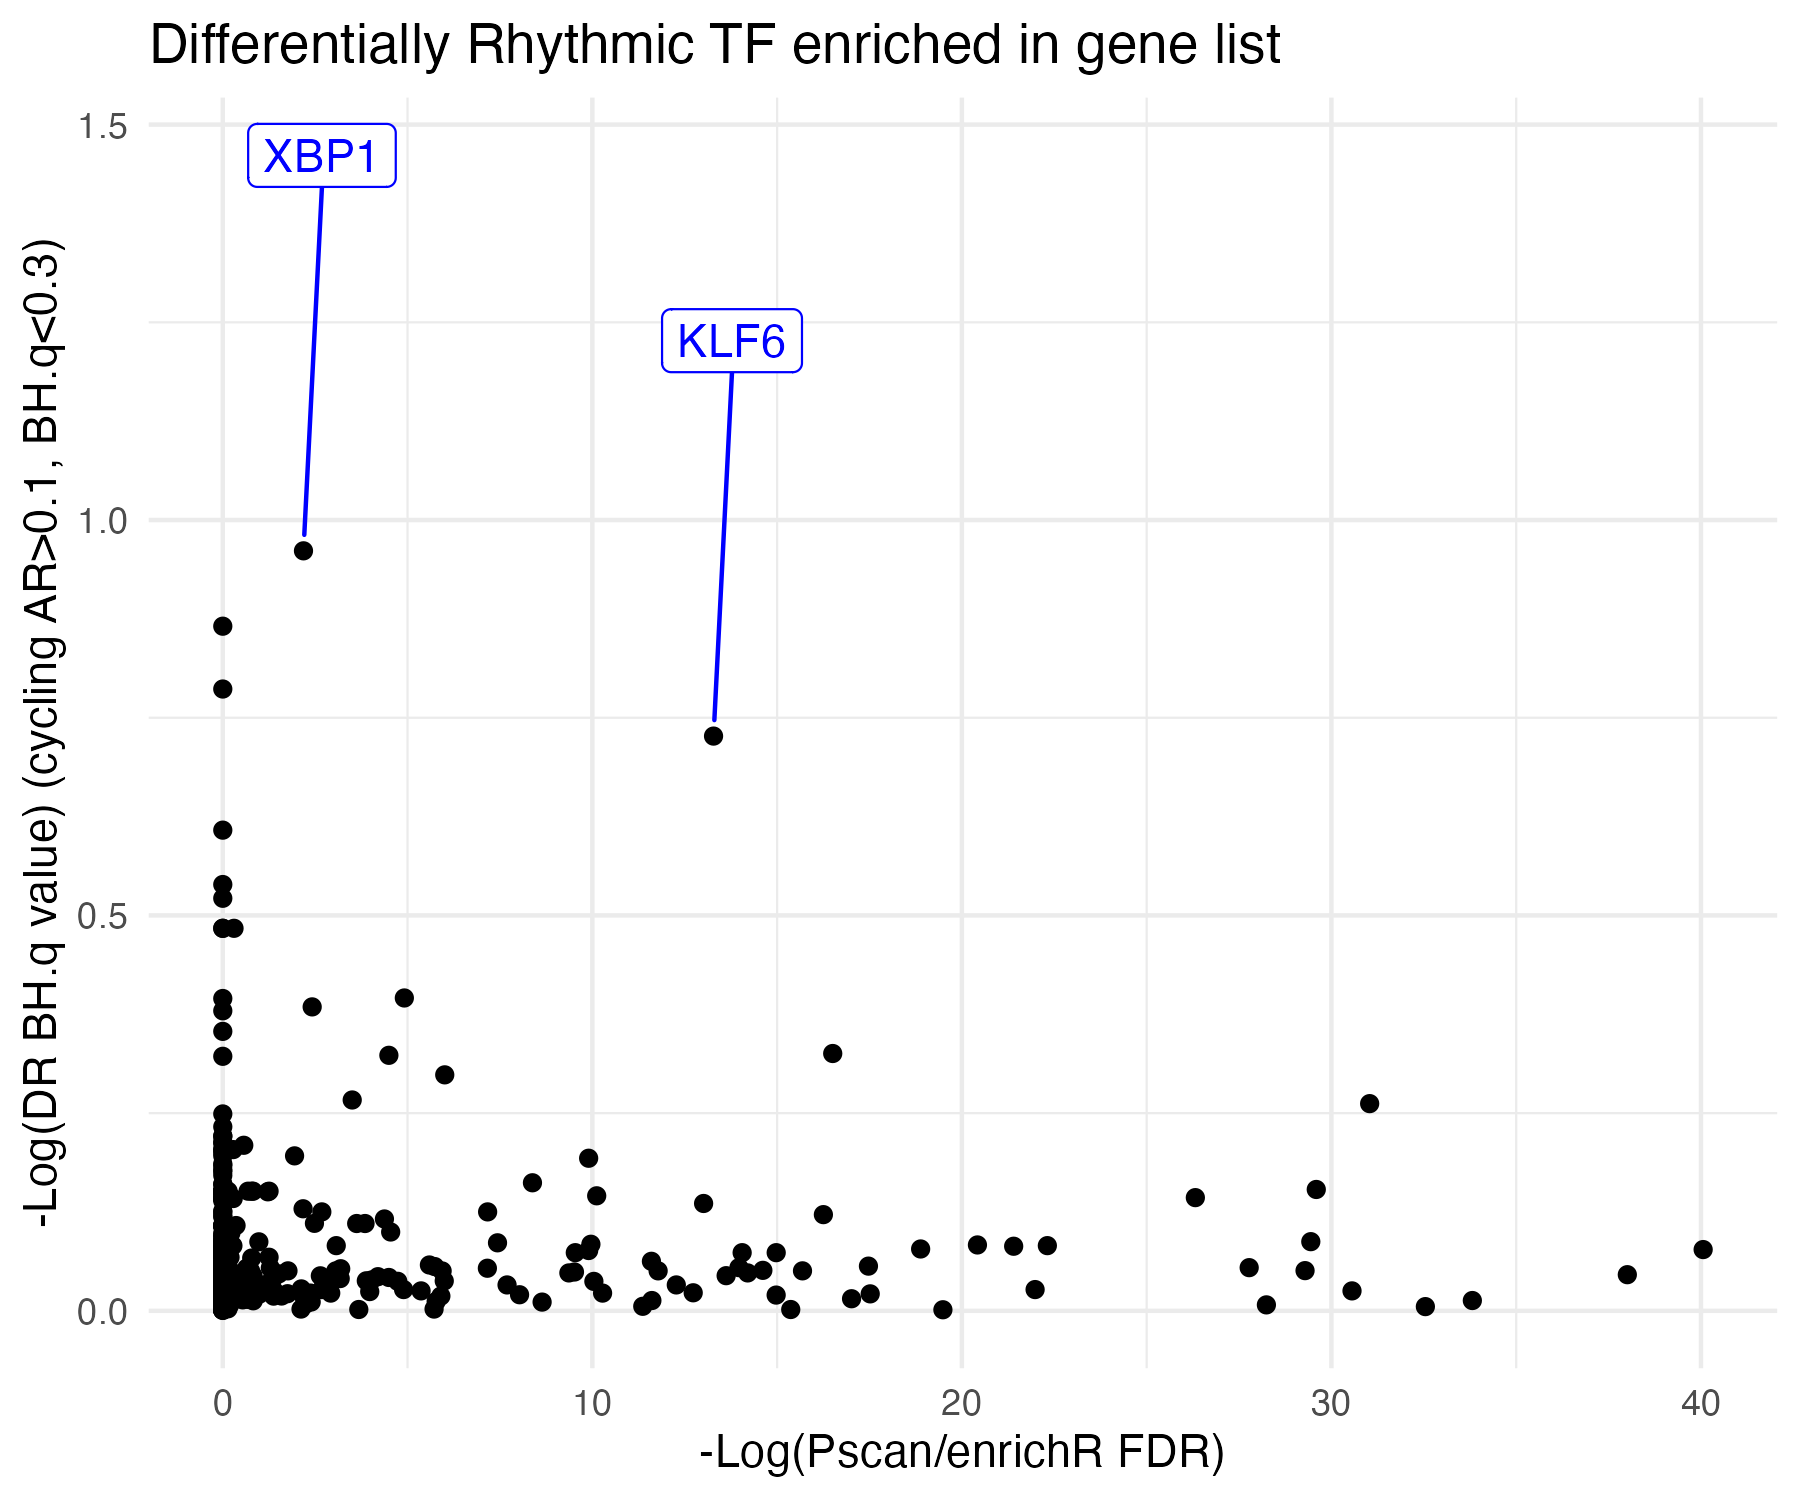 Differentially Rhythmic TF enriched in gene list
-Log(DR BH.q value) (cycling AR>0.1, BH.q<0.3)
1.5
1.0
0.5
0.0
XBP1
KLF6
0
10
20
30
40
-Log(Pscan/enrichR FDR)